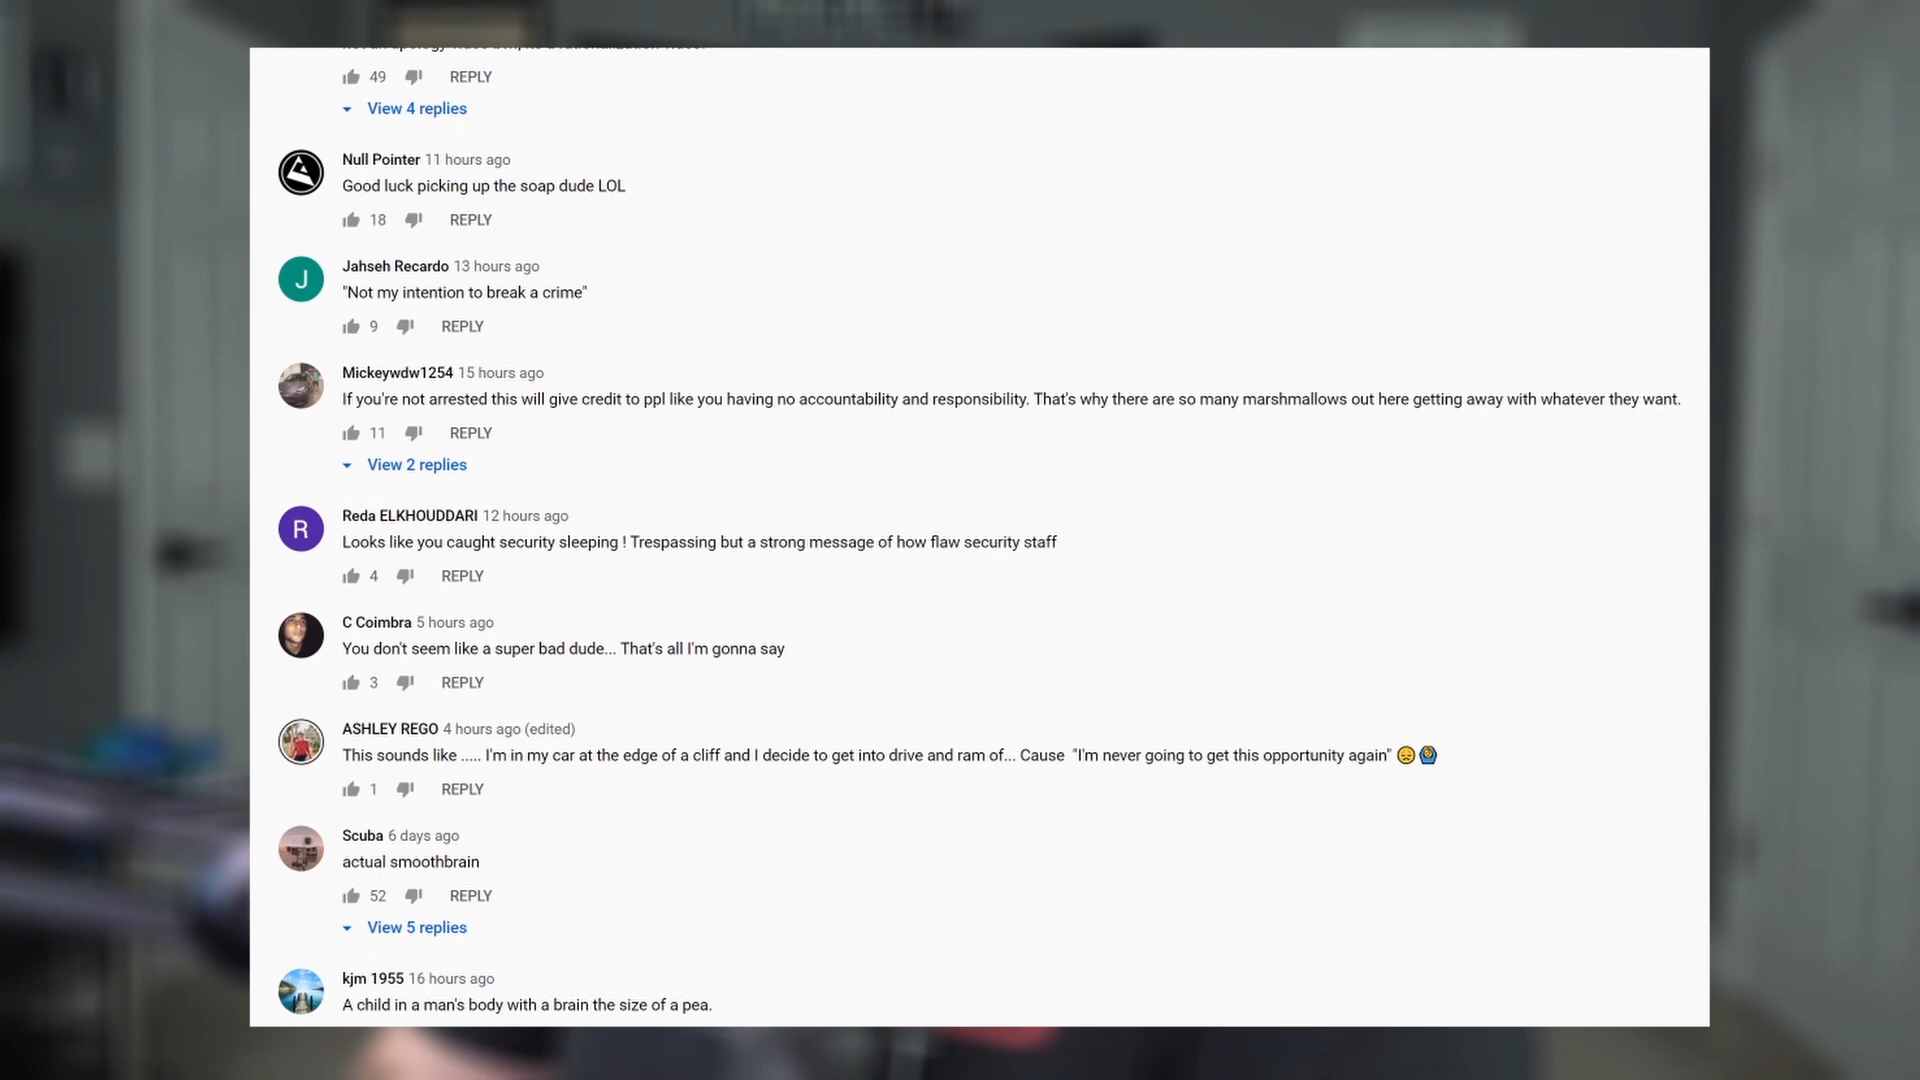 49 REPLY
View 4 replies
Null Pointer 11 hours ago
Good luck picking up the soap dude LOL
18 REPLY
J
Jahseh Recardo 13 hours ago
"Not my intention to break a crime"
9 REPLY
Mickeywdw1254 15 hours ago
If you're not arrested this will give credit to ppl like you having no accountability and responsibility. That's why there are so many marshmallows out here getting away with whatever they want.
11 REPLY
View 2 replies
R
Reda ELKHOUDDARI 12 hours ago
Looks like you caught security sleeping ! Trespassing but a strong message of how flaw security staff
4 REPLY
C Coimbra 5 hours ago
You don't seem like a super bad dude... That's all I'm gonna say
3 REPLY
ASHLEY REGO 4 hours ago (edited)
This sounds like ..... I'm in my car at the edge of a cliff and I decide to get into drive and ram of... Cause "I'm never going to get this opportunity again" 😔🙆
1 REPLY
Scuba 6 days ago
actual smoothbrain
52 REPLY
View 5 replies
kjm 1955 16 hours ago
A child in a man's body with a brain the size of a pea.